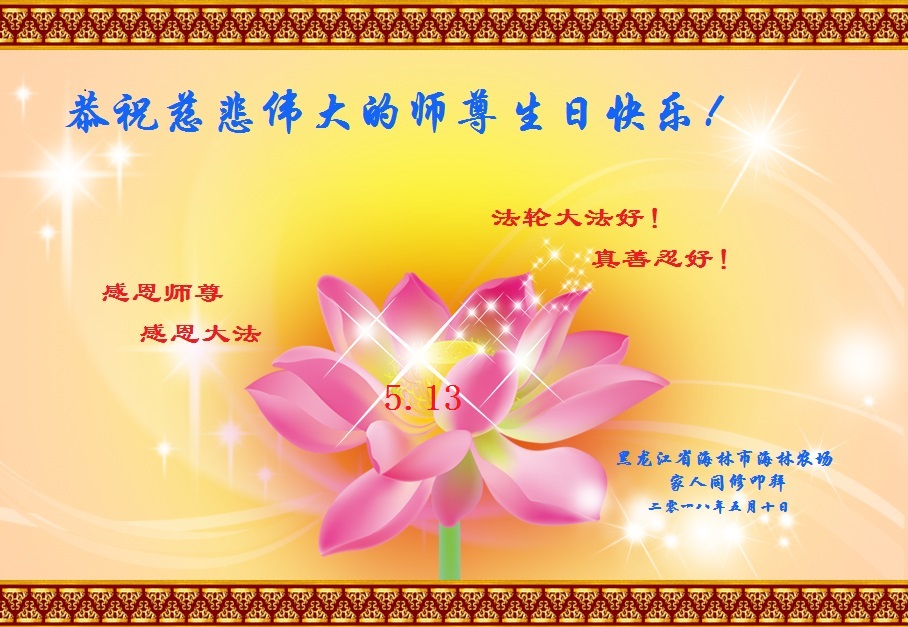 恭祝慈悲伟大的师尊生日快乐！
法轮大法好！
真善忍好！
感恩师尊
感恩大法
5.13
黑龙江省海林市海林农场
家人同修叩拜
二零一八年五月十日